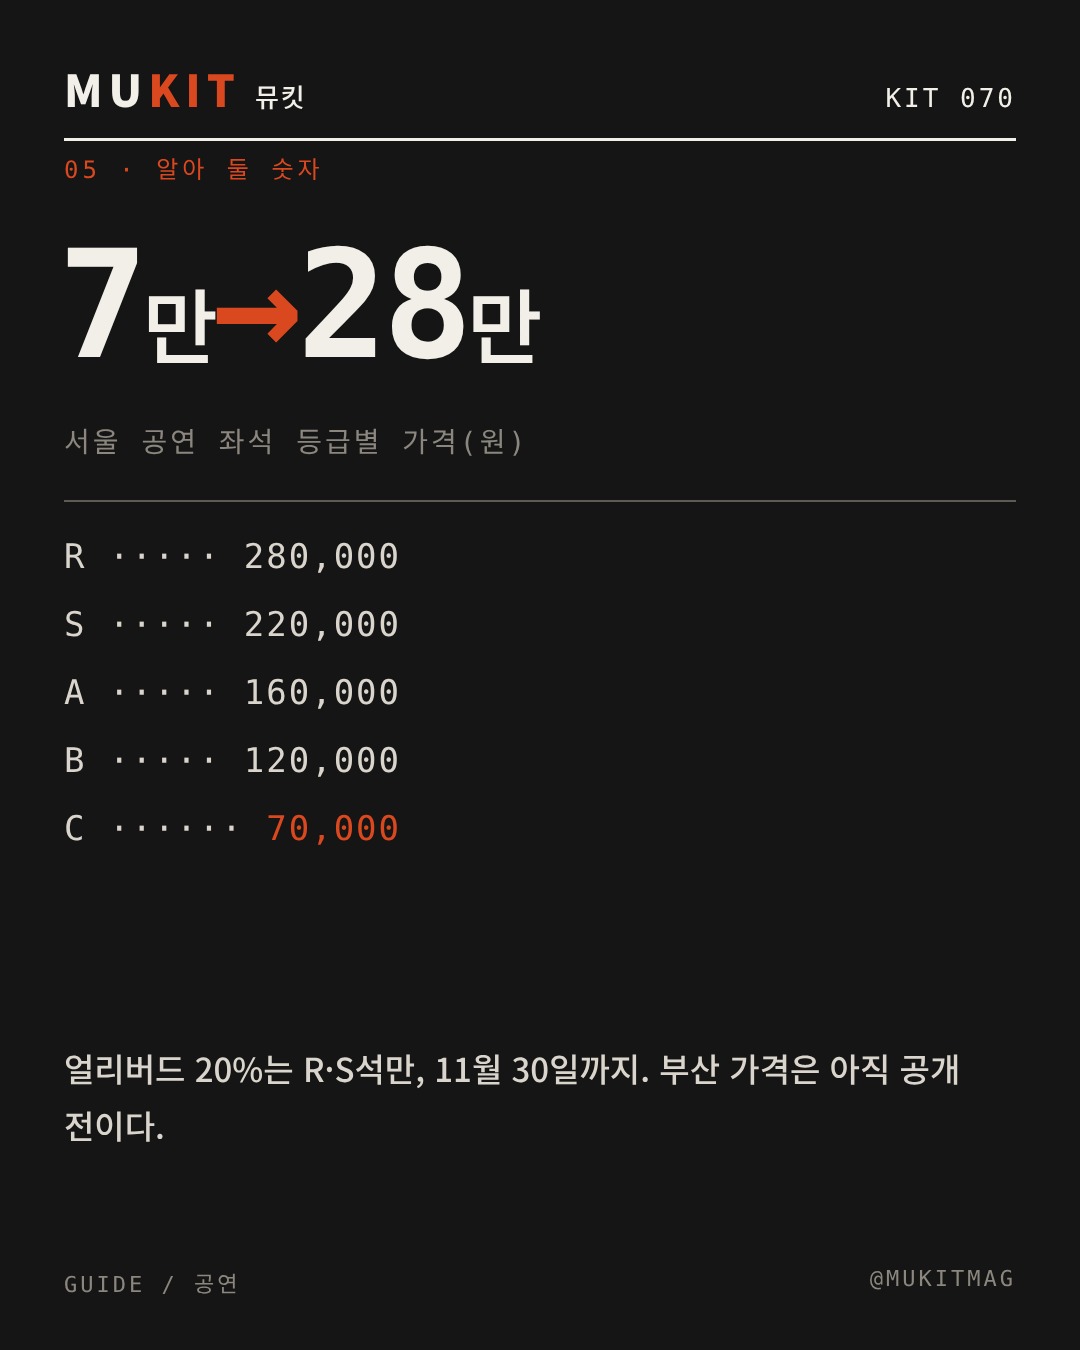 MUKIT 뮤킷 KIT 070
05 · 알아 둘 숫자
7만→28만
서울 공연 좌석 등급별 가격(원)
R ····· 280,000
S ····· 220,000
A ····· 160,000
B ····· 120,000
C ······ 70,000
얼리버드 20%는 R·S석만, 11월 30일까지. 부산 가격은 아직 공개
전이다.
GUIDE / 공연 @MUKITMAG